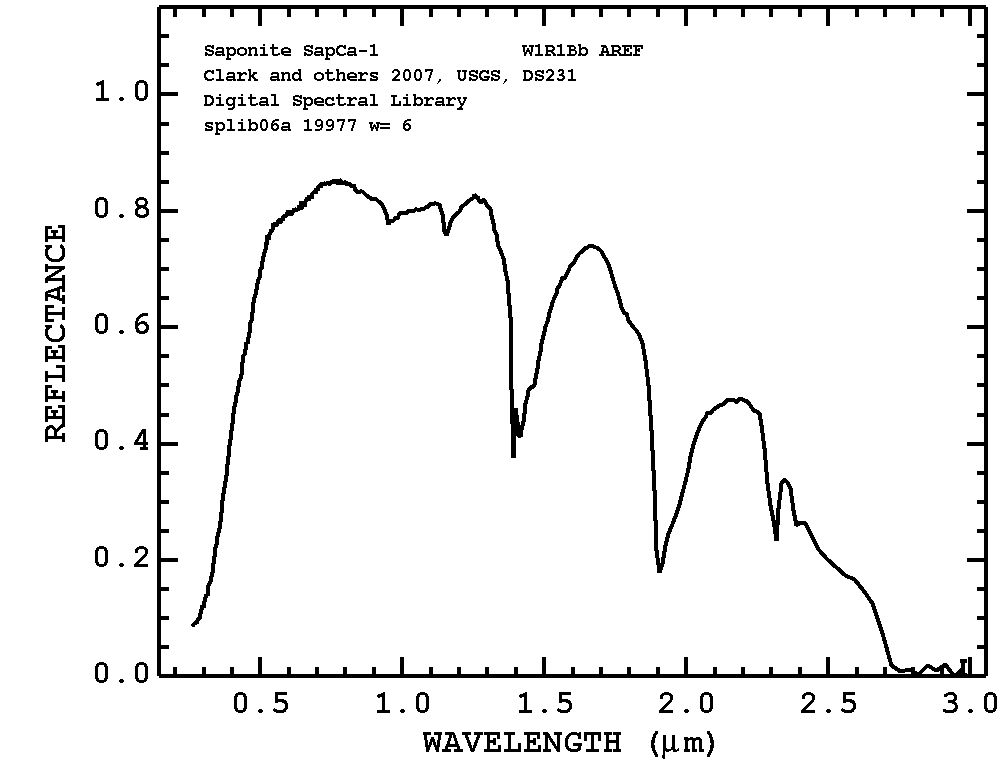 Saponite SapCa-1 W1R1Bb AREF
Clark and others 2007, USGS, DS231
Digital Spectral Library
splib06a 19977 w= 6
1.0
0.8
0.6
0.4
0.2
0.0
REFLECTANCE
0.5 1.0 1.5 2.0 2.5 3.0
WAVELENGTH (μm)